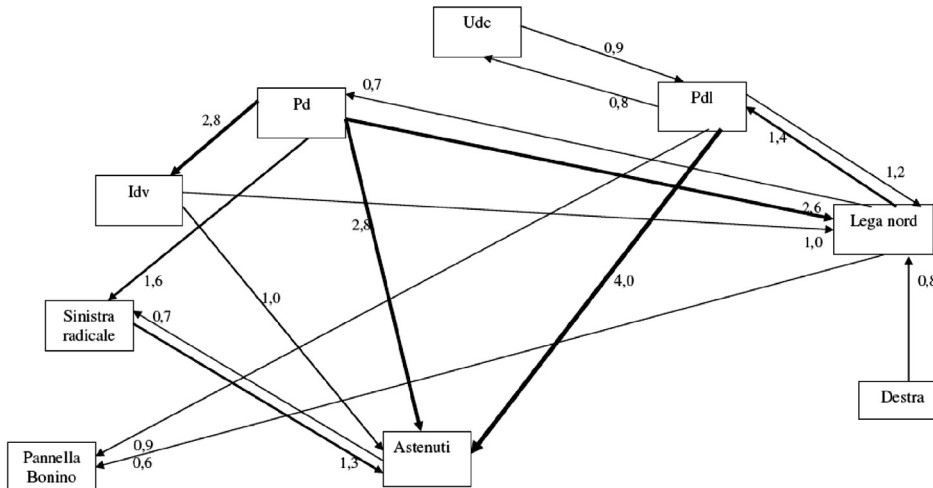 Udc
0,9
0,7
Pdl
Pd
0,8
2,8
1,4
1,2
Idv
2,6
Lega nord
2,8
1,0
1,6
1,0
4,0
0,8
Sinistra
radicale
0,7
Destra
0,9
Astenuti
Pannella
Bonino
0,6
1,3